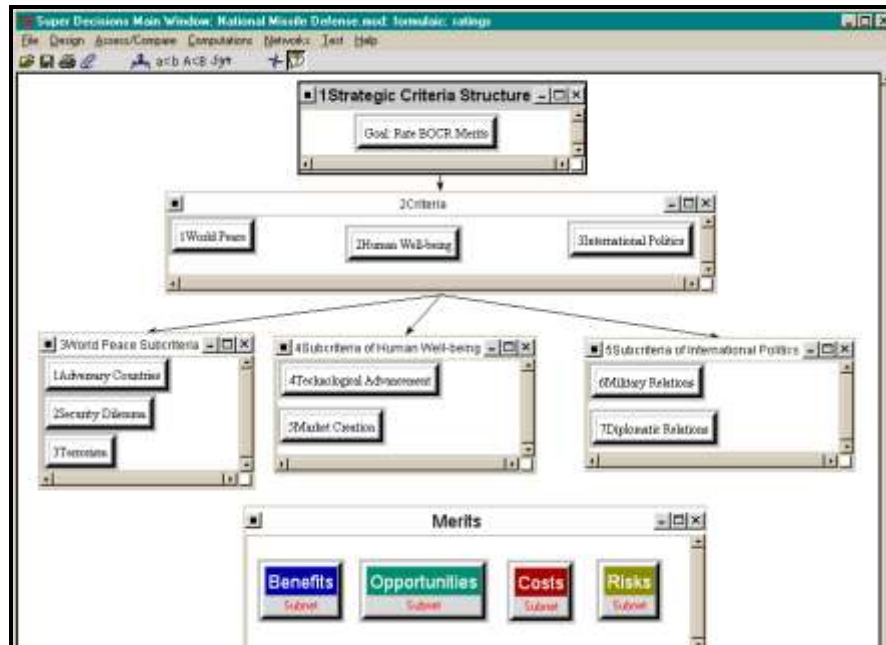 Super Decisions Main Window: National Missile Defense.mod: formulaic: ratings
File Design Assess/Compare Computations Networks Test Help
a<b A<B
1Strategic Criteria Structure
Goal: Rate BOCR Merits
2Criteria
1World Peace
2Human Well-being
3International Politics
3World Peace Subcriteria
1Adversary Countries
2Security Dilemma
3Terrorism
4Subcriteria of Human Well-being
4Technological Advancement
5Market Creation
5Subcriteria of International Politics
6Military Relations
7Diplomatic Relations
Merits
Benefits Opportunities Costs Risks
Subnet Subnet Subnet Subnet